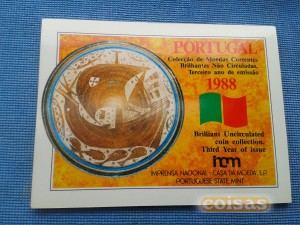 PORTUGAL
Colecção de Moedas Correntes
Brilhantes Não Circuladas.
Terceiro ano de emissão
1988
Brilliant Uncirculated
coin collection.
Third Year of issue
incm
IMPRENSA NACIONAL - CASA DA MOEDA, E.P.
PORTUGUESE STATE MINT
coisas